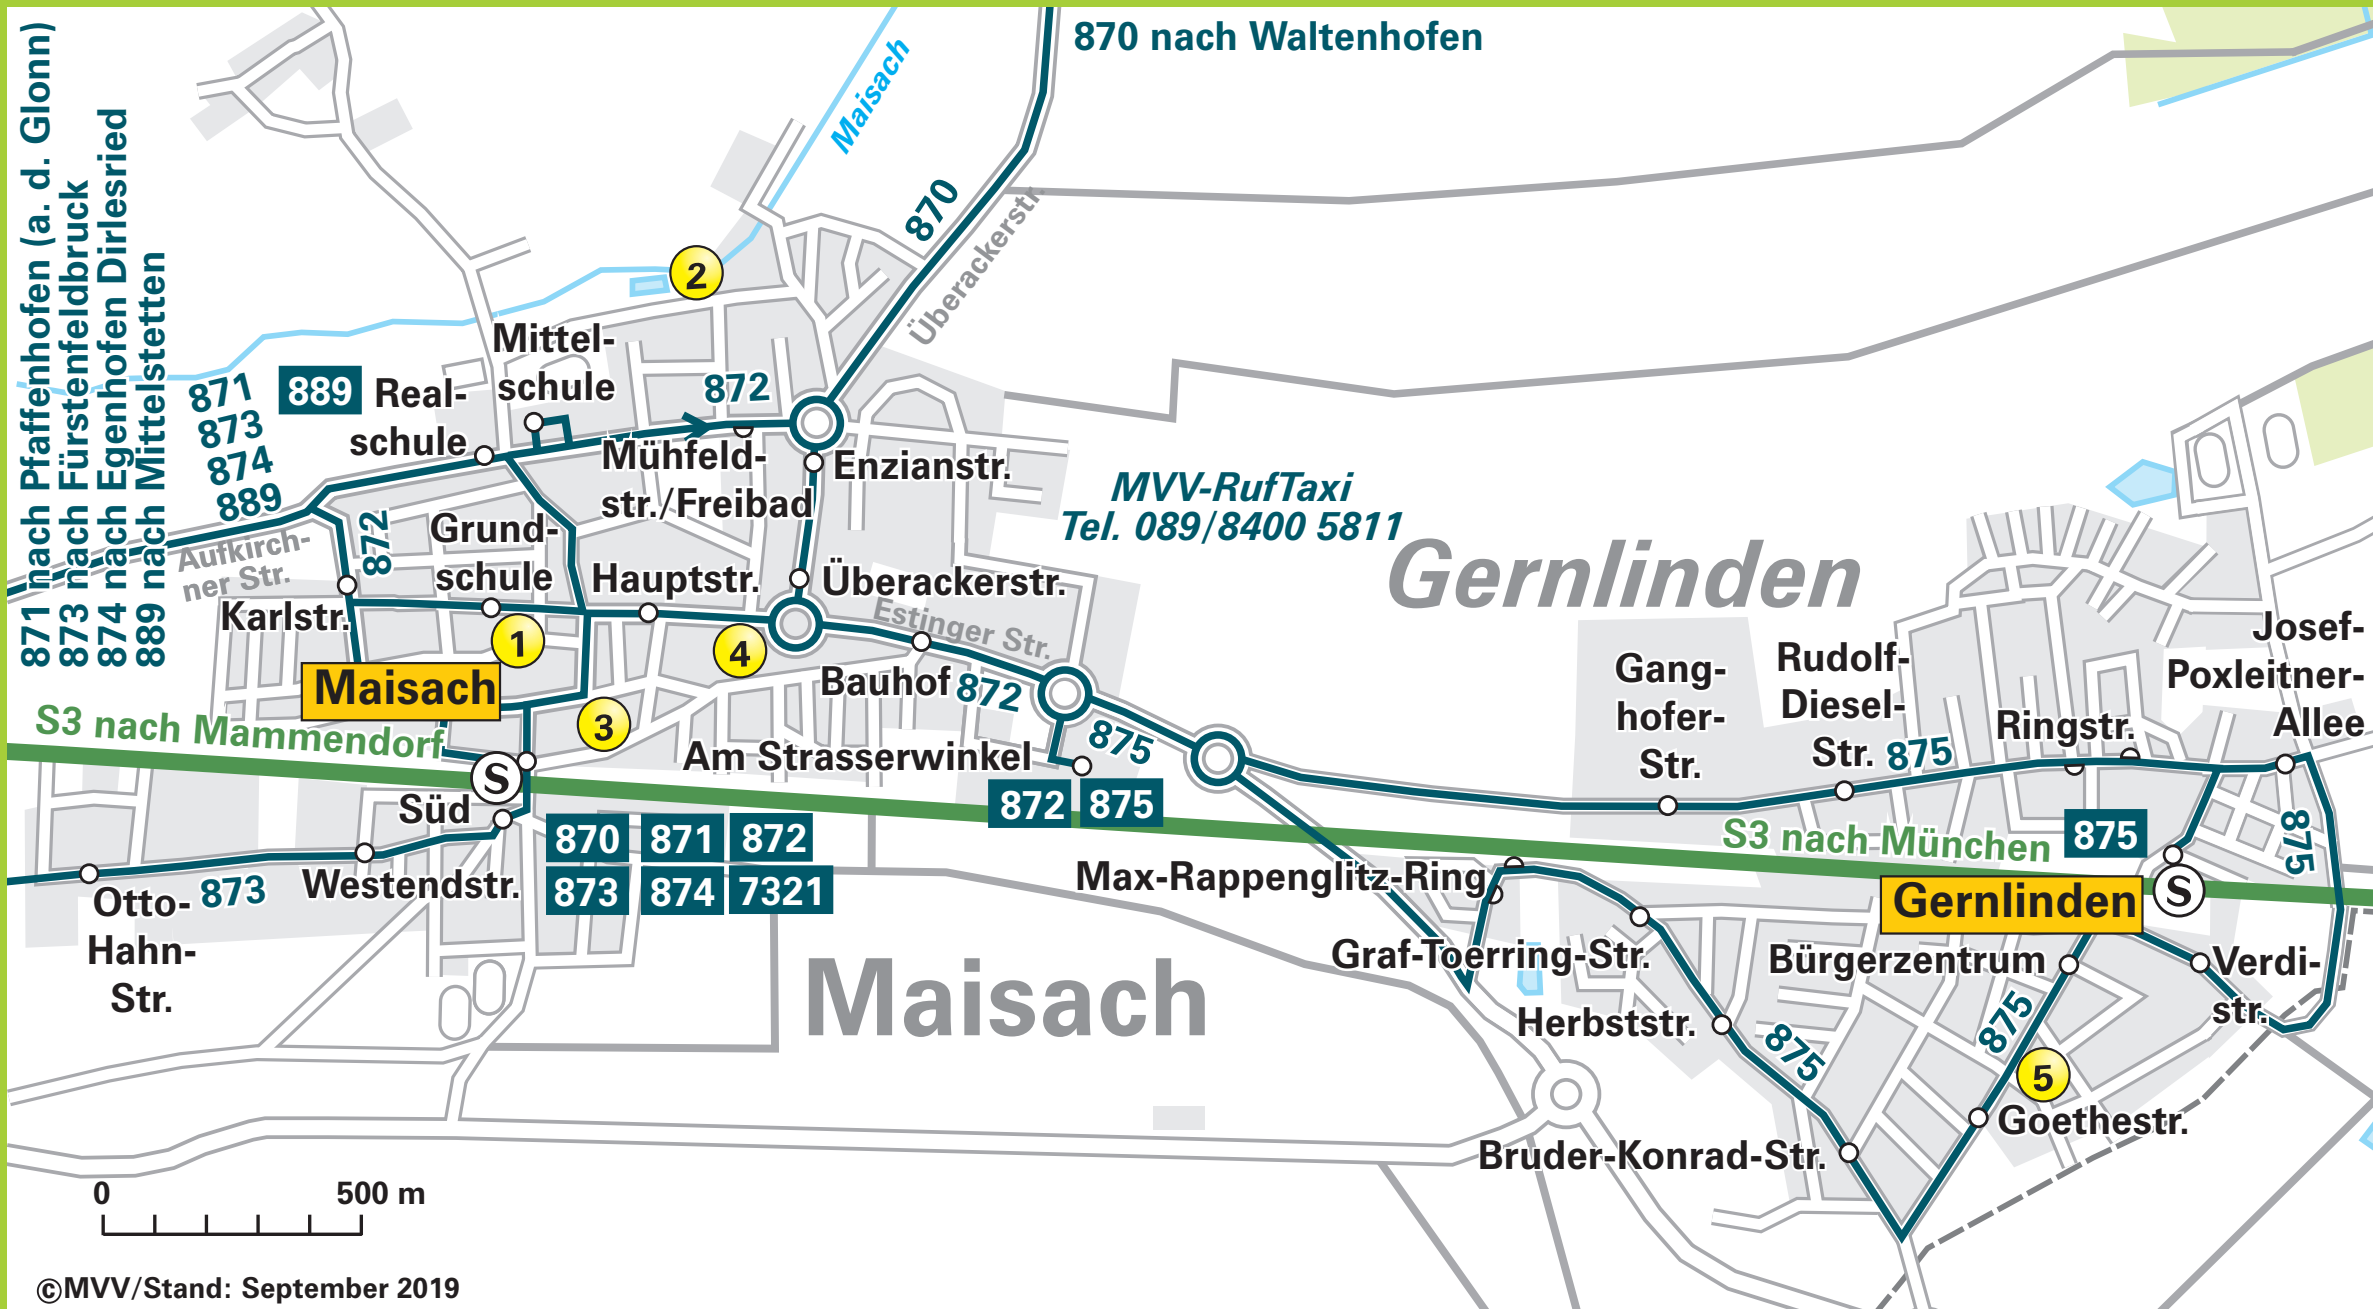 871 nach Pfaffenhofen (a. d. Glonn)
873 nach Fürstenfeldbruck
874 nach Egenhofen Dirlesried
889 nach Mittelstetten
870 nach Waltenhofen
Maisach
870
Überackerstr.
2
Mittel-
schule
872
871
873
874
889
889
Real-
schule
Mühlfeld-
str./Freibad
Enzianstr.
MVV-RufTaxi
Tel. 089/8400 5811
Aufkirch-
ner Str.
872
Grund-
schule
Karlstr.
Hauptstr.
Überackerstr.
Estinger Str.
1
4
Bauhof
872
Maisach
3
S3 nach Mammendorf
S
Süd
Am Strasserwinkel
875
872
875
870
871
872
873
874
7321
Otto-
Hahn-
Str.
873
Westendstr.
Maisach
Gernlinden
Gang-
hofer-
Str.
Rudolf-
Diesel-
Str.
875
Ringstr.
Josef-
Poxleitner-
Allee
S3 nach München
875
875
Max-Rappenglitz-Ring
Gernlinden
S
Graf-Toerring-Str.
Bürgerzentrum
Verdi-
str.
Herbststr.
875
875
5
Goethestr.
Bruder-Konrad-Str.
0
500 m
©MVV/Stand: September 2019